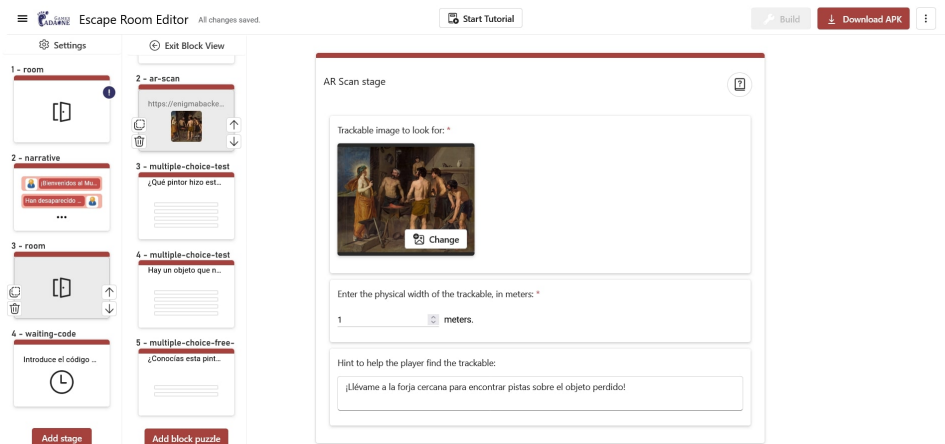 GAMES
PADAONE
Escape Room Editor
All changes saved.
Start Tutorial
Build
Download APK
Settings
Exit Block View
1 - room
2 - narrative
¡Bienvenidos al Mu...
Han desaparecido ...
3 - room
4 - waiting-code
Introduce el código ...
Add stage
2 - ar-scan
https://enigmabacke...
3 - multiple-choice-test
¿Qué pintor hizo est...
4 - multiple-choice-test
Hay un objeto que n...
5 - multiple-choice-free-
¿Conocías esta pint...
Add block puzzle
AR Scan stage
Trackable image to look for: *
Change
Enter the physical width of the trackable, in meters: *
1 meters.
Hint to help the player find the trackable:
¡Llévame a la forja cercana para encontrar pistas sobre el objeto perdido!